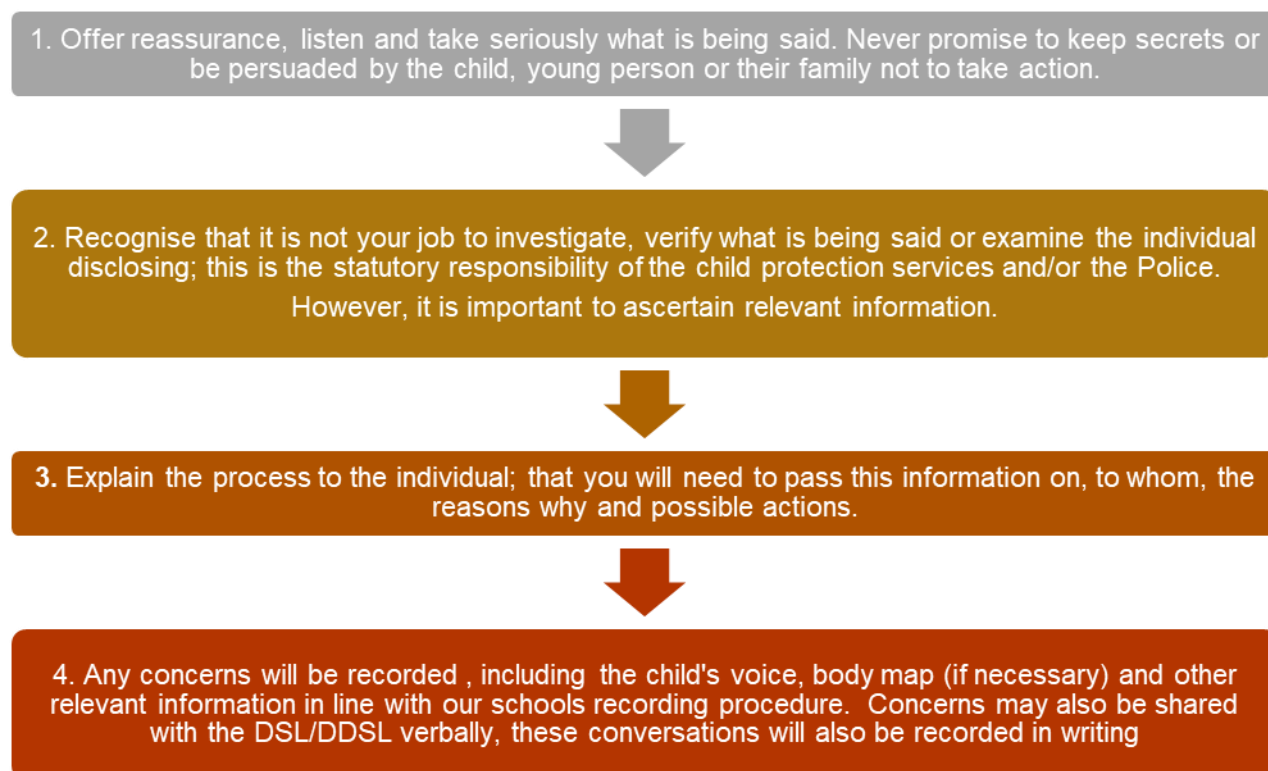 1. Offer reassurance, listen and take seriously what is being said. Never promise to keep secrets or
be persuaded by the child, young person or their family not to take action.
2. Recognise that it is not your job to investigate, verify what is being said or examine the individual
disclosing; this is the statutory responsibility of the child protection services and/or the Police.
However, it is important to ascertain relevant information.
3. Explain the process to the individual; that you will need to pass this information on, to whom, the
reasons why and possible actions.
4. Any concerns will be recorded , including the child's voice, body map (if necessary) and other
relevant information in line with our schools recording procedure.  Concerns may also be shared
with the DSL/DDSL verbally, these conversations will also be recorded in writing